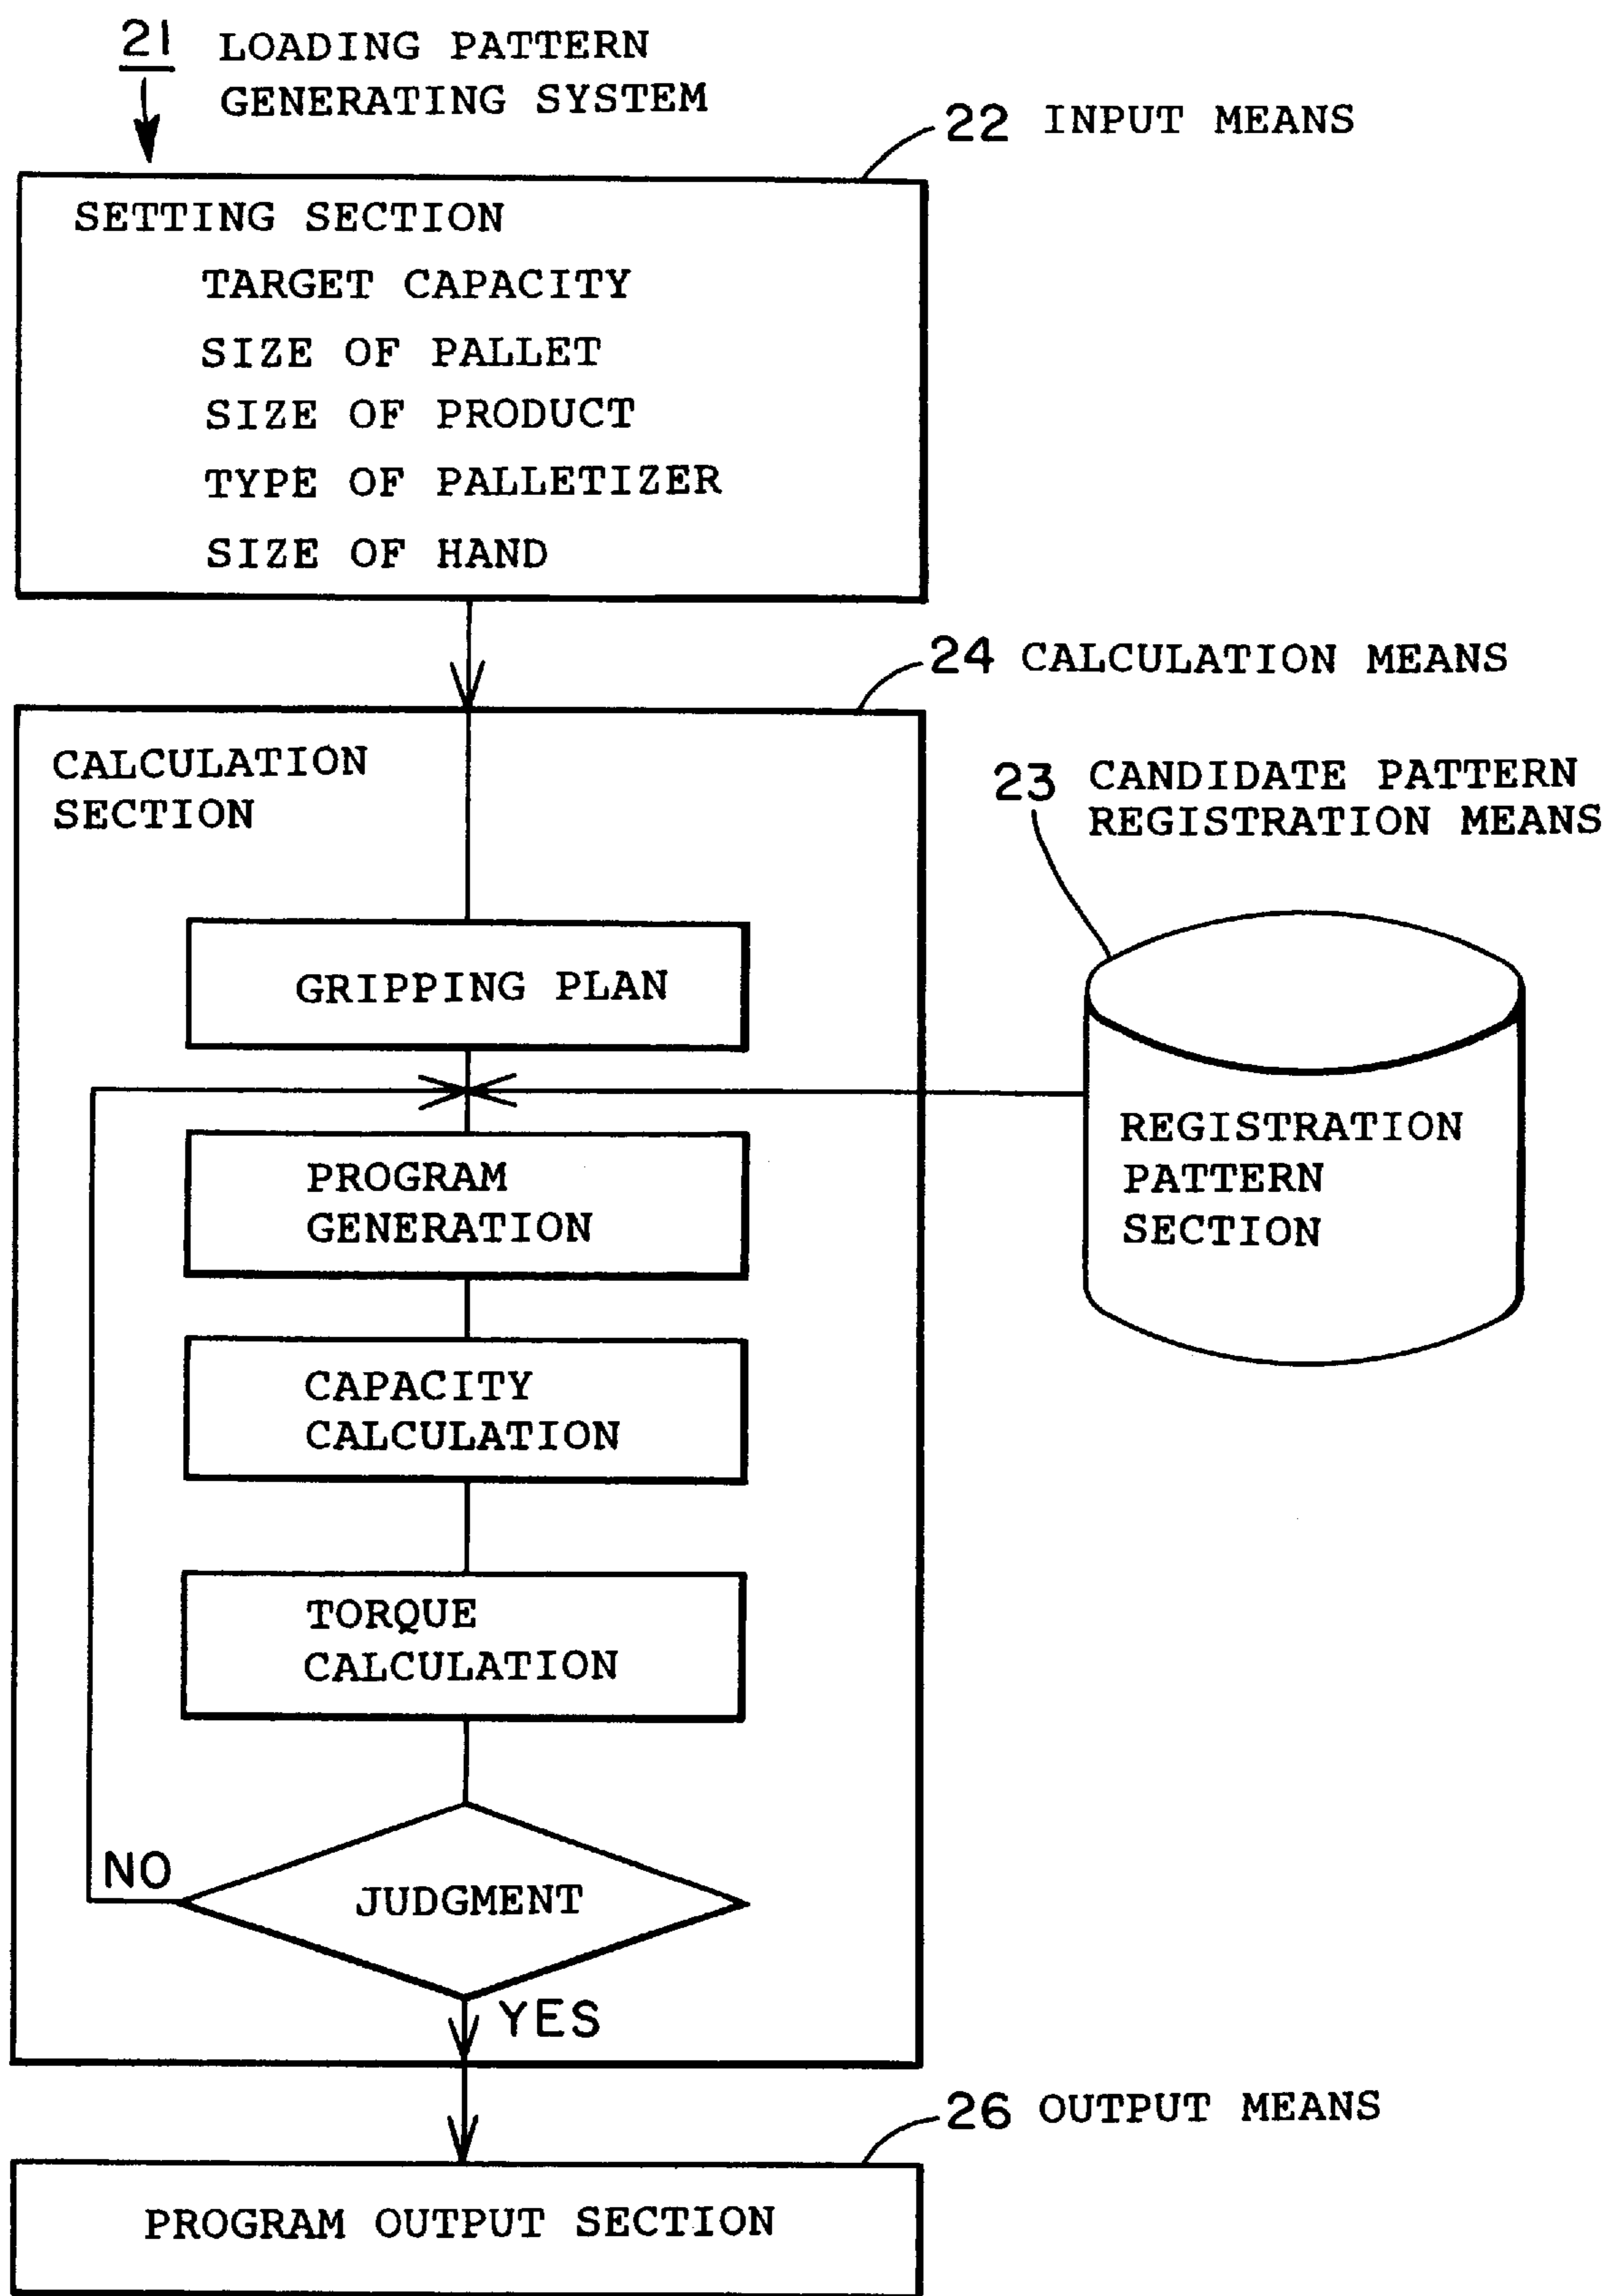 21 LOADING PATTERN
GENERATING SYSTEM
22 INPUT MEANS
SETTING SECTION
TARGET CAPACITY
SIZE OF PALLET
SIZE OF PRODUCT
TYPE OF PALLETIZER
SIZE OF HAND
24 CALCULATION MEANS
CALCULATION
SECTION
23 CANDIDATE PATTERN
REGISTRATION MEANS
GRIPPING PLAN
REGISTRATION
PATTERN
SECTION
PROGRAM
GENERATION
CAPACITY
CALCULATION
TORQUE
CALCULATION
NO
JUDGMENT
YES
26 OUTPUT MEANS
PROGRAM OUTPUT SECTION